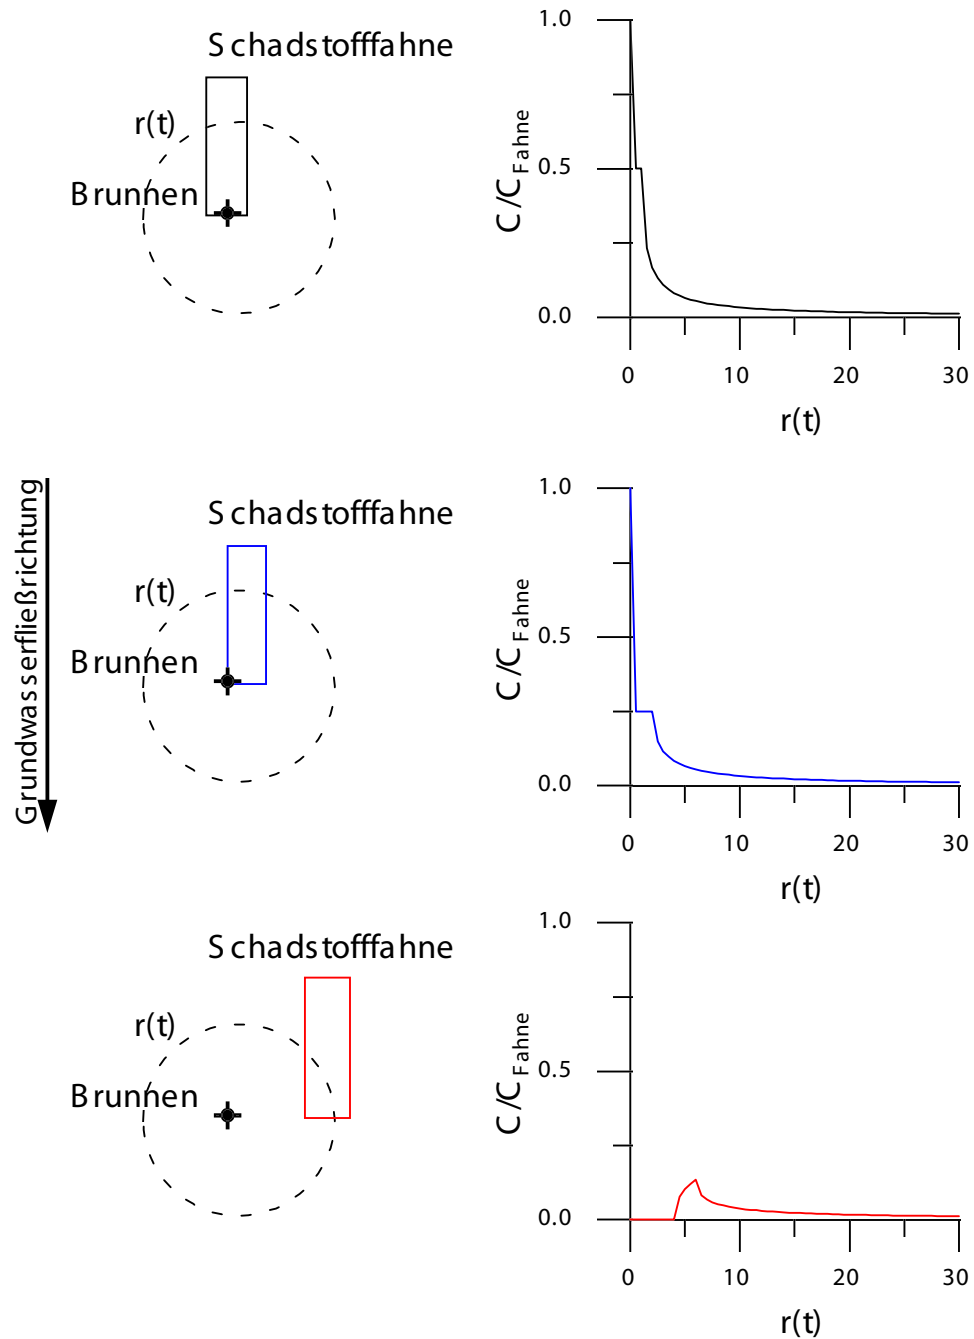 Schadstofffahne
r(t)
Brunnen
1.0
0.5
0.0
C/C Fahne
0 10 20 30
r(t)
Grundwasserfließrichtung
Schadstofffahne
r(t)
Brunnen
1.0
0.5
0.0
C/C Fahne
0 10 20 30
r(t)
Schadstofffahne
r(t)
Brunnen
1.0
0.5
0.0
C/C Fahne
0 10 20 30
r(t)